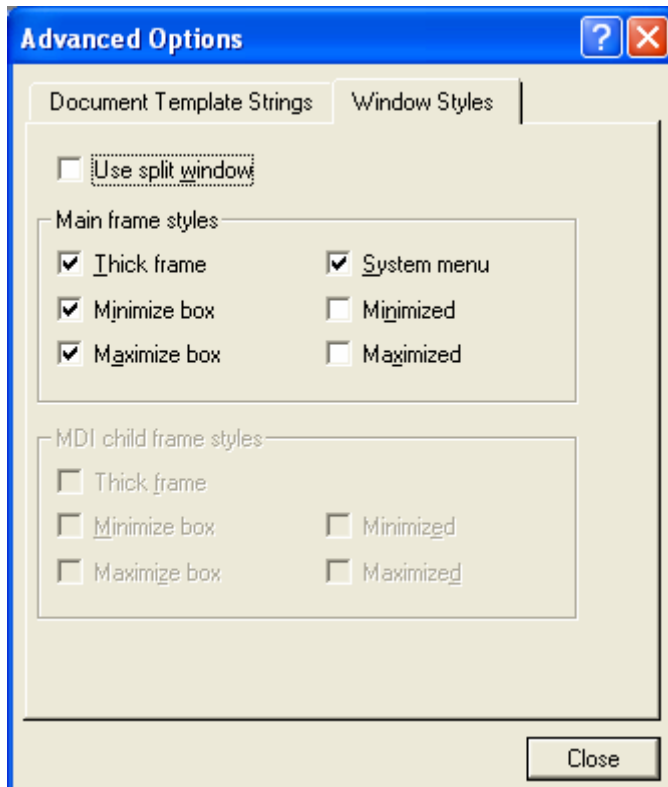 Advanced Options
Document Template Strings
Window Styles
Use split window
Main frame styles
Thick frame
System menu
Minimize box
Minimized
Maximize box
Maximized
MDI child frame styles
Thick frame
Minimize box
Minimized
Maximize box
Maximized
Close